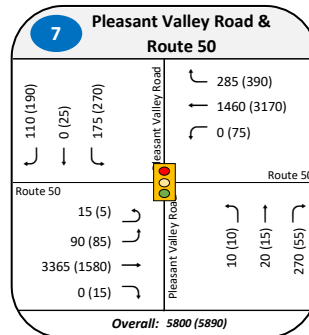 7
Pleasant Valley Road &
Route 50
110 (190)
0 (25)
175 (270)
Pleasant Valley Road
285 (390)
1460 (3170)
0 (75)
Route 50
Route 50
15 (5)
90 (85)
3365 (1580)
0 (15)
Pleasant Valley Road
10 (10)
20 (15)
270 (55)
Overall: 5800 (5890)